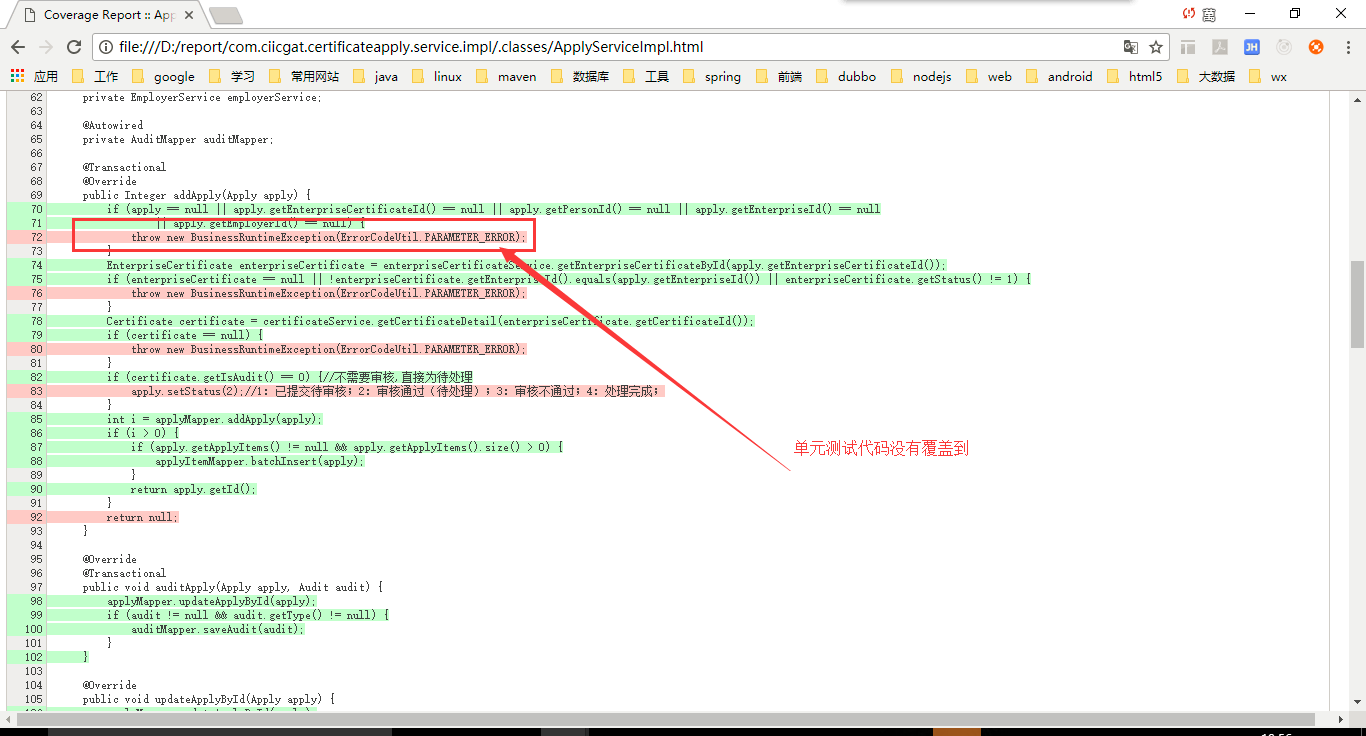 Coverage Report :: App
file:///D:/report/com.ciicgat.certificateapply.service.impl/.classes/ApplyServiceImpl.html
应用 工作 google 学习 常用网站 java linux maven 数据库 工具 spring 前端 dubbo nodejs web android html5 大数据 wx
62 private EmployerService employerService;
63
64 @Autowired
65 private AuditMapper auditMapper;
66
67 @Transactional
68 @Override
69 public Integer addApply(Apply apply) {
70 if (apply == null || apply.getEnterpriseCertificateId() == null || apply.getPersonId() == null || apply.getEnterpriseId() == null
71 || apply.getEmployerId() == null) {
72 throw new BusinessRuntimeException(ErrorCodeUtil.PARAMETER_ERROR);
73 }
74 EnterpriseCertificate enterpriseCertificate = enterpriseCertificateService.getEnterpriseCertificateById(apply.getEnterpriseCertificateId());
75 if (enterpriseCertificate == null || !enterpriseCertificate.getEnterpriseId().equals(apply.getEnterpriseId()) || enterpriseCertificate.getStatus() != 1) {
76 throw new BusinessRuntimeException(ErrorCodeUtil.PARAMETER_ERROR);
77 }
78 Certificate certificate = certificateService.getCertificateDetail(enterpriseCertificate.getCertificateId());
79 if (certificate == null) {
80 throw new BusinessRuntimeException(ErrorCodeUtil.PARAMETER_ERROR);
81 }
82 if (certificate.getIsAudit() == 0) {//不需要审核,直接为待处理
83 apply.setStatus(2);//1: 已提交待审核; 2: 审核通过（待处理）; 3: 审核不通过; 4: 处理完成;
84 }
85 int i = applyMapper.addApply(apply);
86 if (i > 0) {
87 if (apply.getApplyItems() != null && apply.getApplyItems().size() > 0) {
88 applyItemMapper.batchInsert(apply);
89 }
90 return apply.getId();
91 }
92 return null;
93 }
94
95 @Override
96 @Transactional
97 public void auditApply(Apply apply, Audit audit) {
98 applyMapper.updateApplyById(apply);
99 if (audit != null && audit.getType() != null) {
100 auditMapper.saveAudit(audit);
101 }
102 }
103
104 @Override
105 public void updateApplyById(Apply apply) {
单元测试代码没有覆盖到